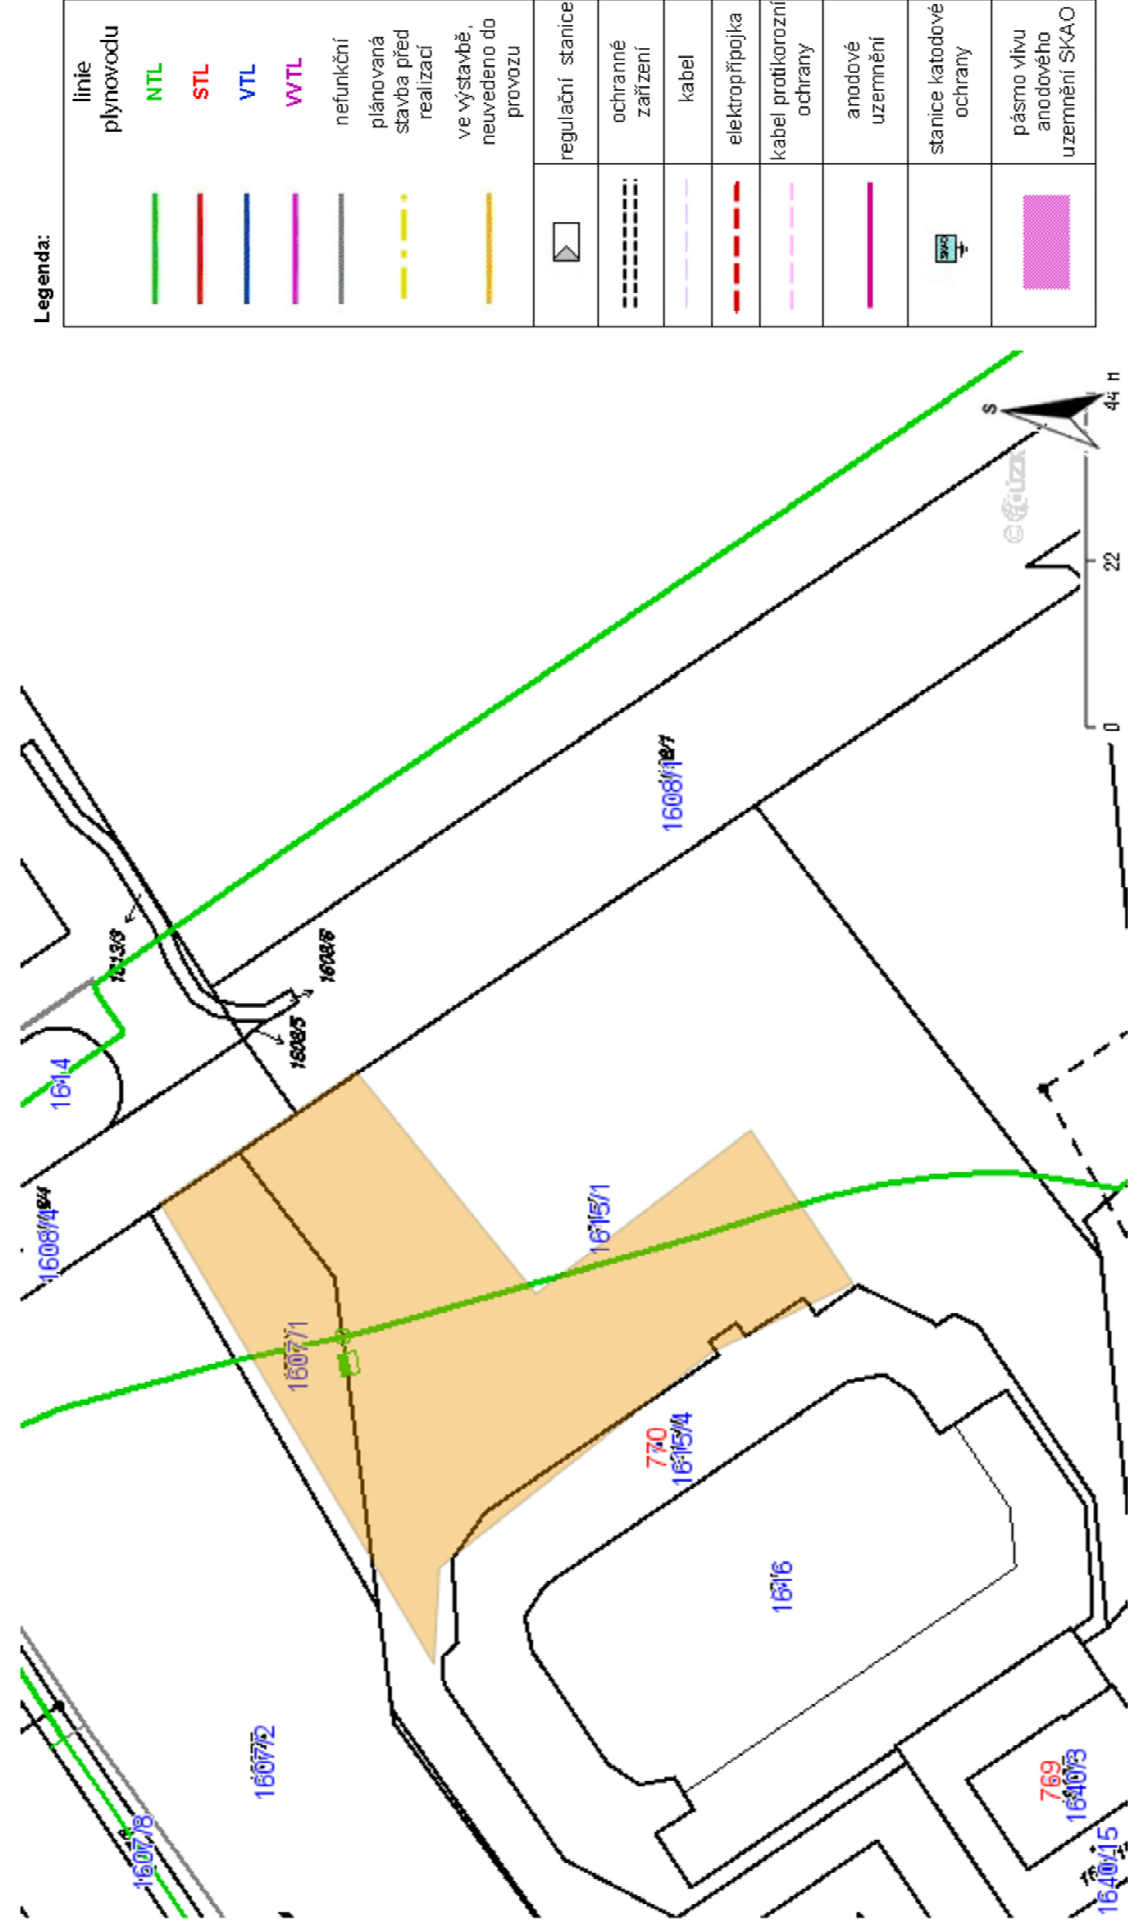 Legenda:
linie
plynovodu
NTL
STL
VTL
VVTL
nefunkční
plánovaná
stavba před
realizací
ve výstavbě,
neuvedeno do
provozu
regulační stanice
ochranné
zařízení
kabel
elektropřípojka
kabel protikorozní
ochrany
anodové
uzemnění
SKAO
stanice katodové
ochrany
pásmo vlivu
anodového
uzemnění SKAO
S
0
22
44 m
1614
1613/3
1608/6
1608/5
1608/4
1608/1
1607/1
1615/1
770
1615/4
1616
1607/2
1607/8
769
1640/3
1640/15